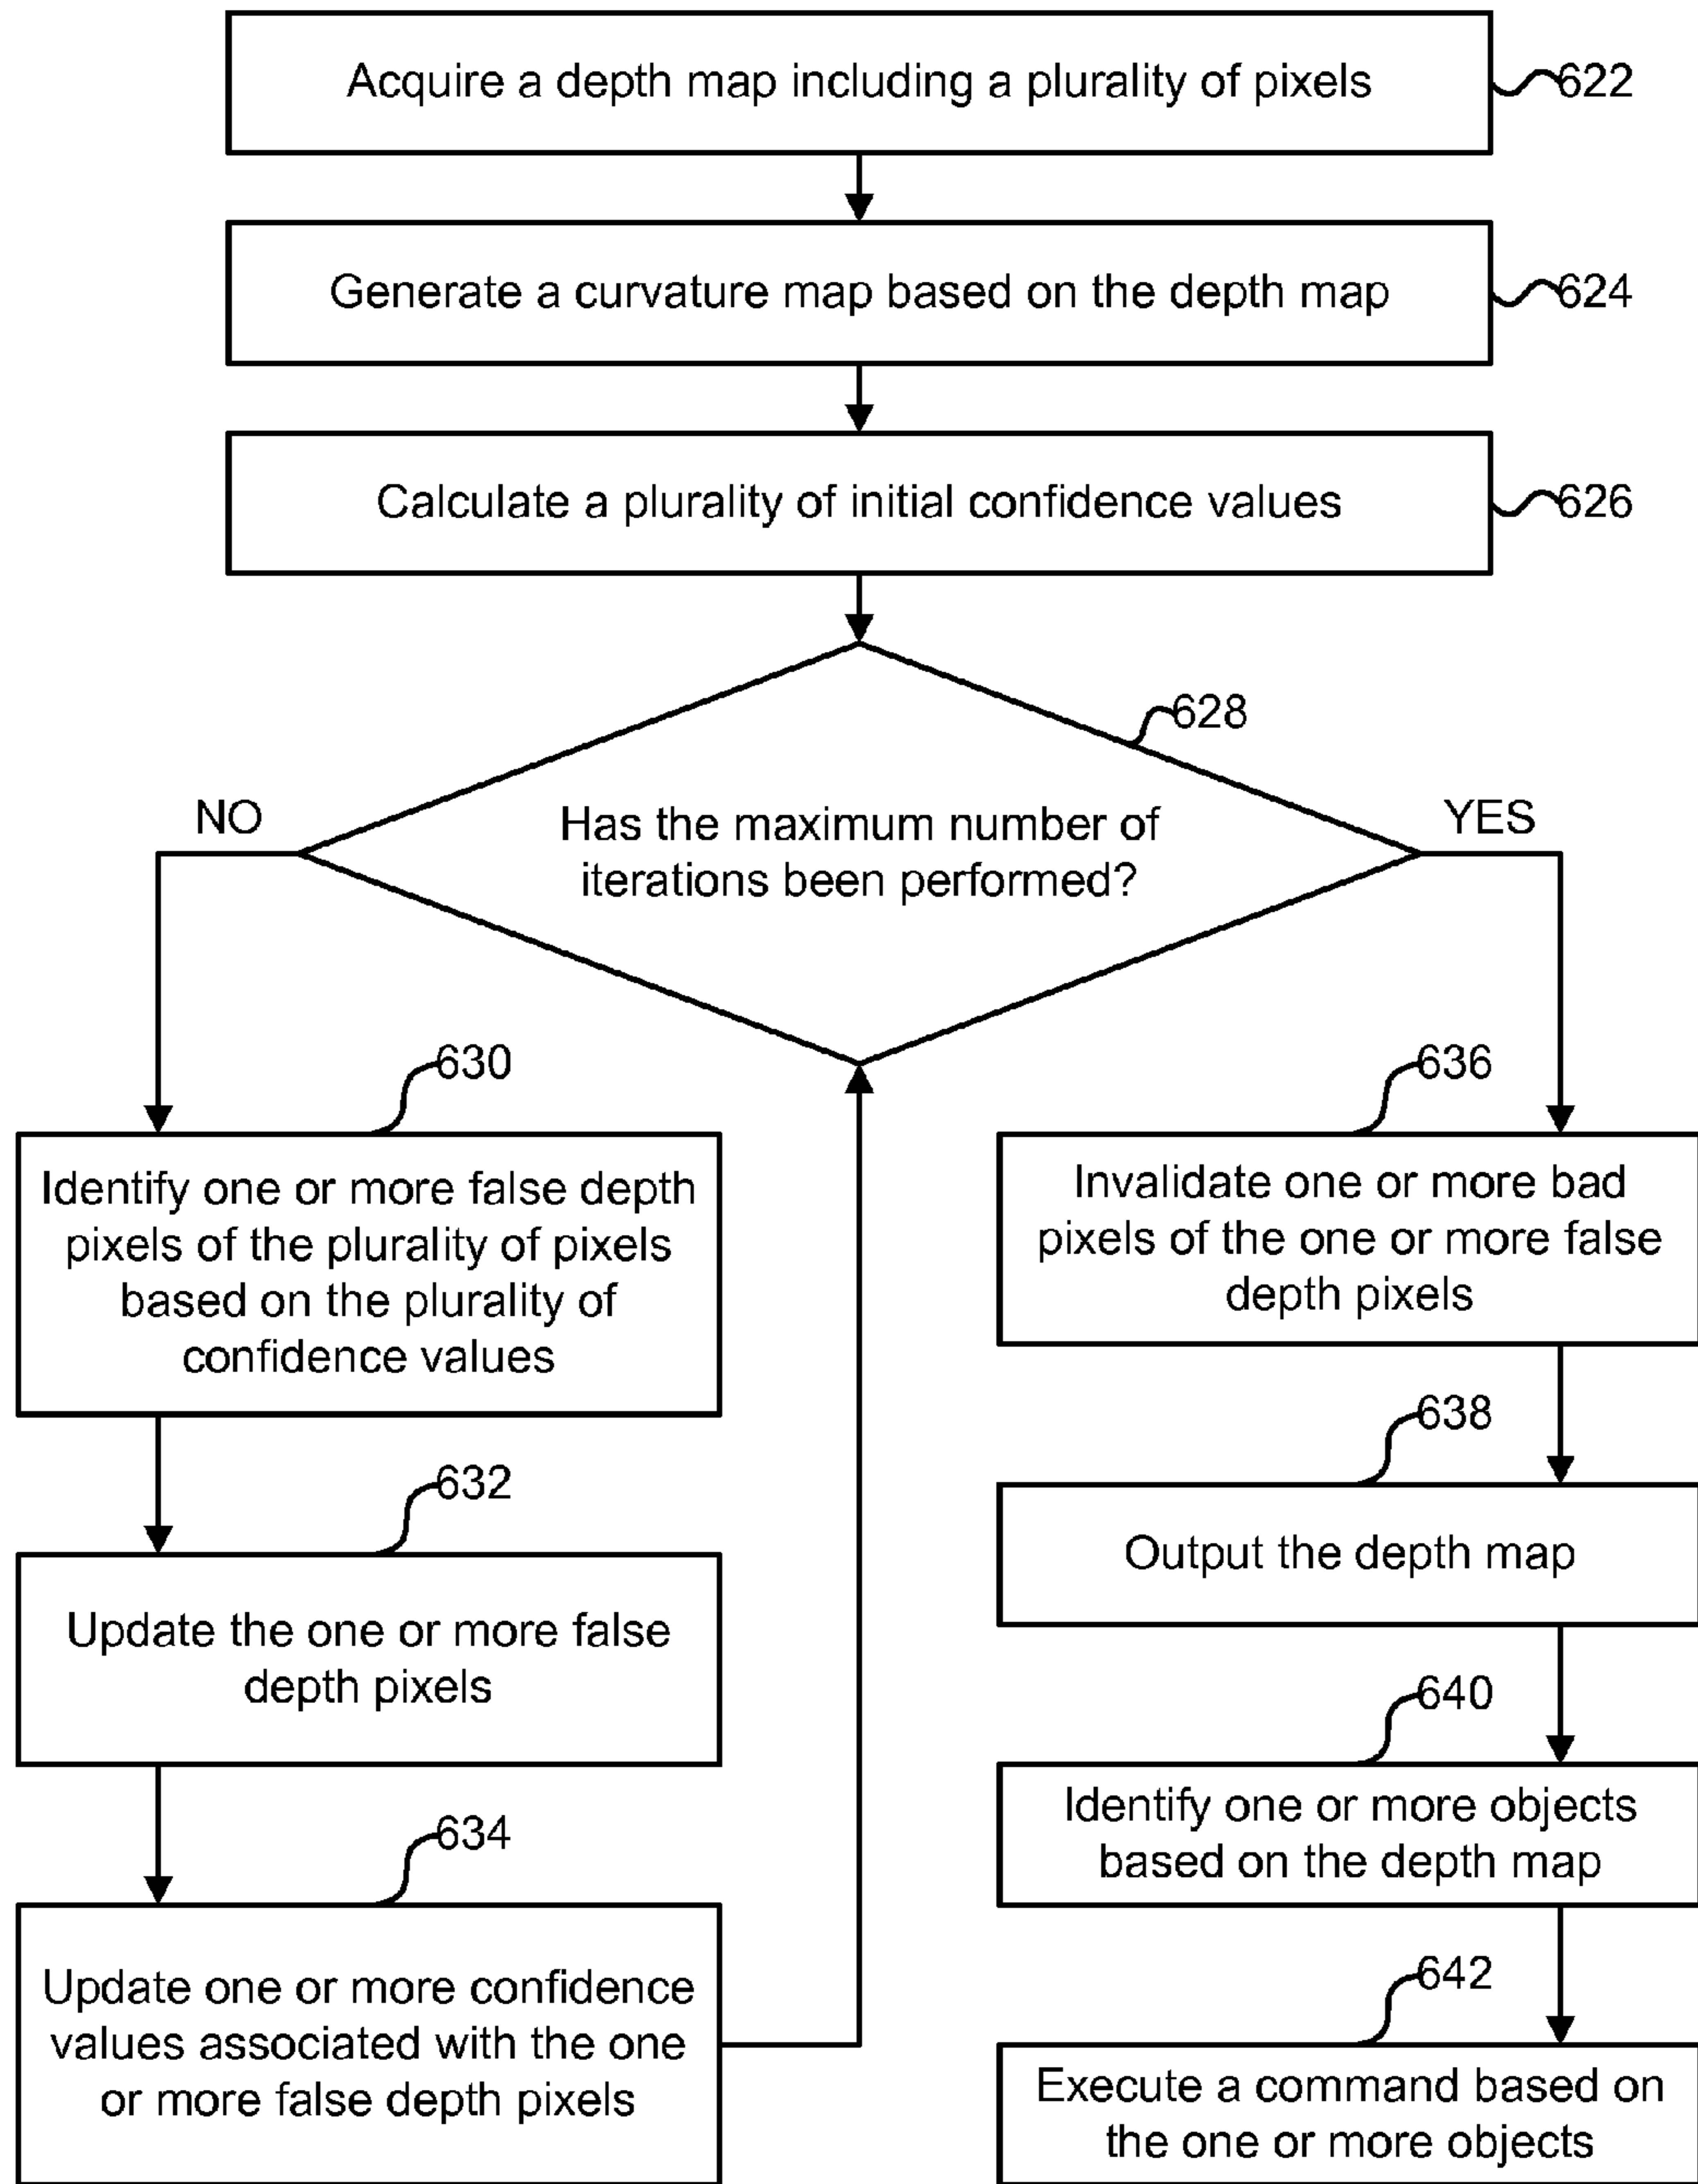 Acquire a depth map including a plurality of pixels
622
Generate a curvature map based on the depth map
624
Calculate a plurality of initial confidence values
626
628
NO
YES
Has the maximum number of
iterations been performed?
630
Identify one or more false depth
pixels of the plurality of pixels
based on the plurality of
confidence values
632
Update the one or more false
depth pixels
634
Update one or more confidence
values associated with the one
or more false depth pixels
636
Invalidate one or more bad
pixels of the one or more false
depth pixels
638
Output the depth map
640
Identify one or more objects
based on the depth map
642
Execute a command based on
the one or more objects